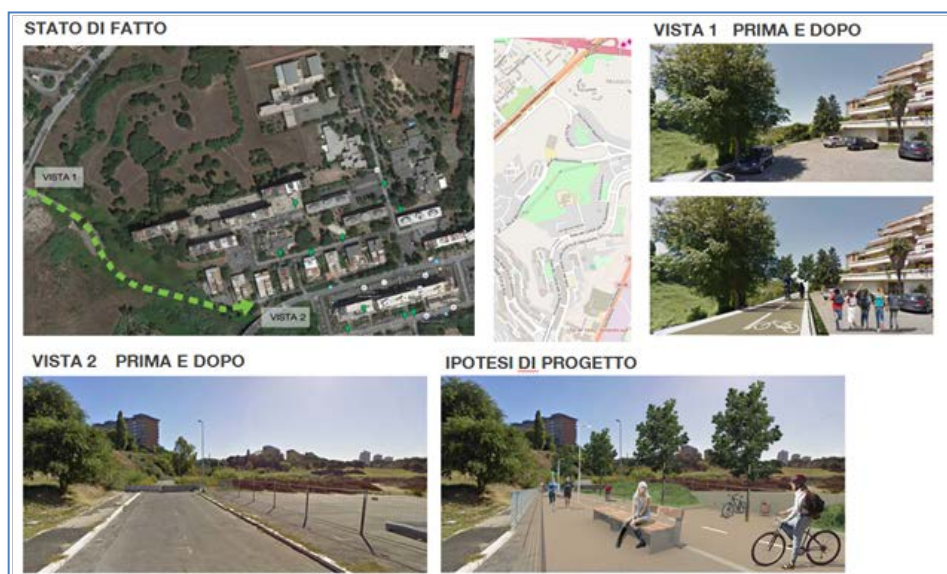 STATO DI FATTO
VISTA 1 PRIMA E DOPO
VISTA 1
VISTA 2
VISTA 2 PRIMA E DOPO
IPOTESI DI PROGETTO